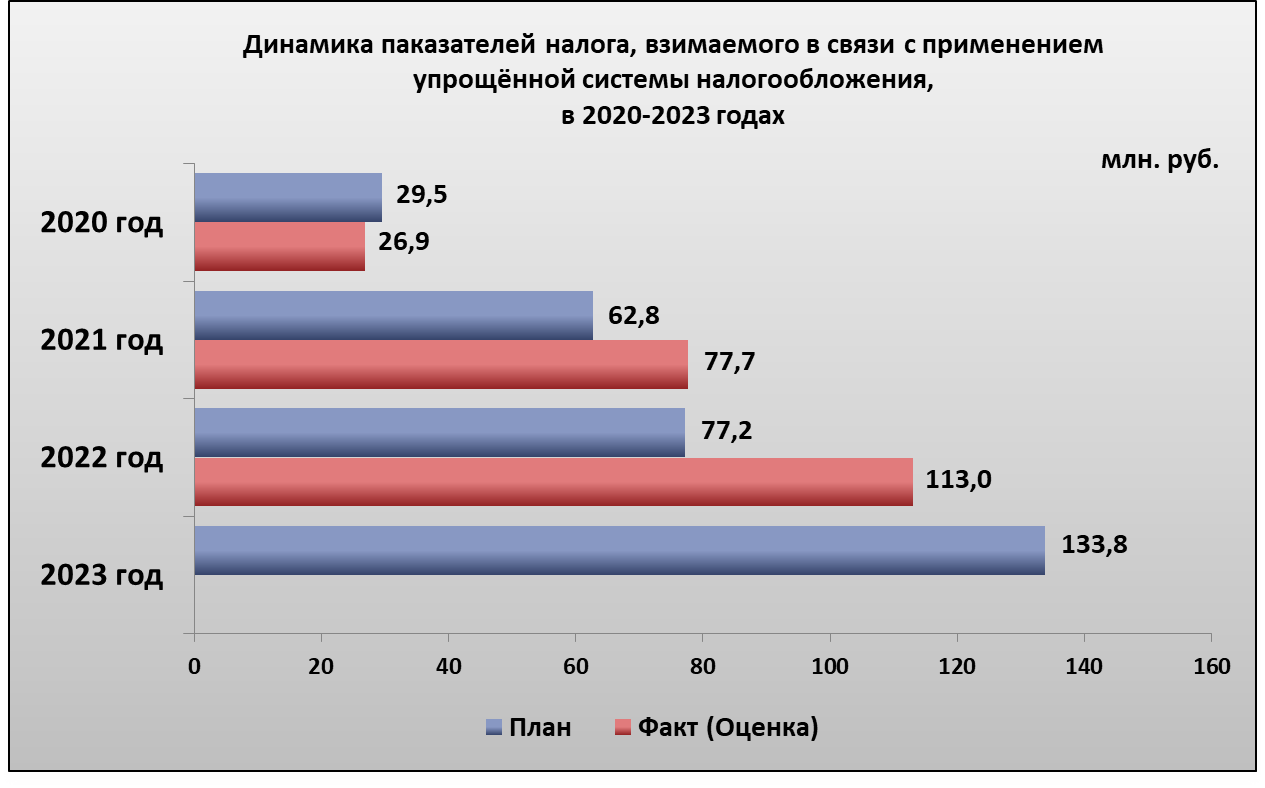 Динамика паказателей налога, взимаемого в связи с применением
упрощённой системы налогообложения,
в 2020-2023 годах
млн. руб.
2020 год
29,5
26,9
2021 год
62,8
77,7
2022 год
77,2
113,0
2023 год
133,8
0 20 40 60 80 100 120 140 160
План Факт (Оценка)